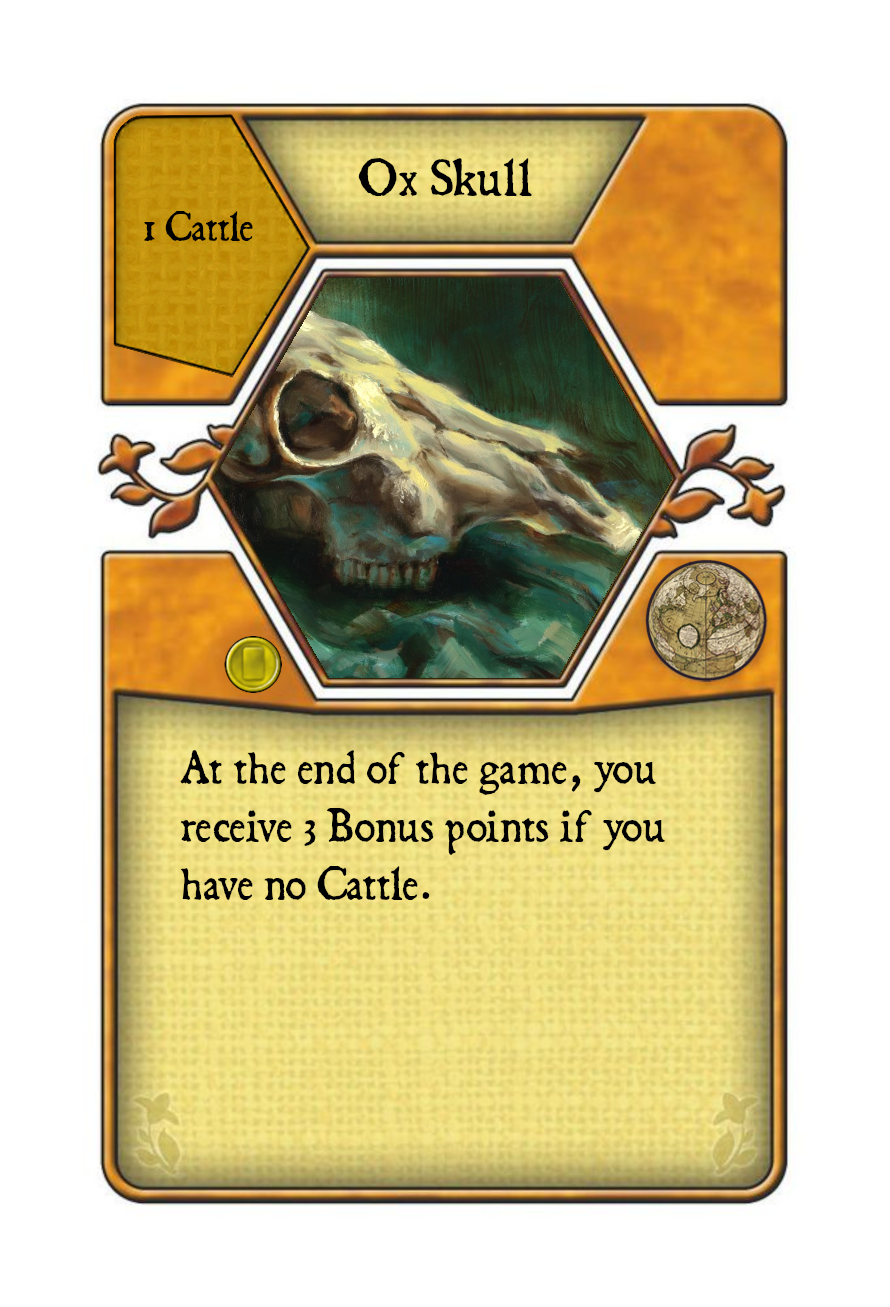 Ox Skull
1 Cattle
At the end of the game, you
receive 3 Bonus points if you
have no Cattle.